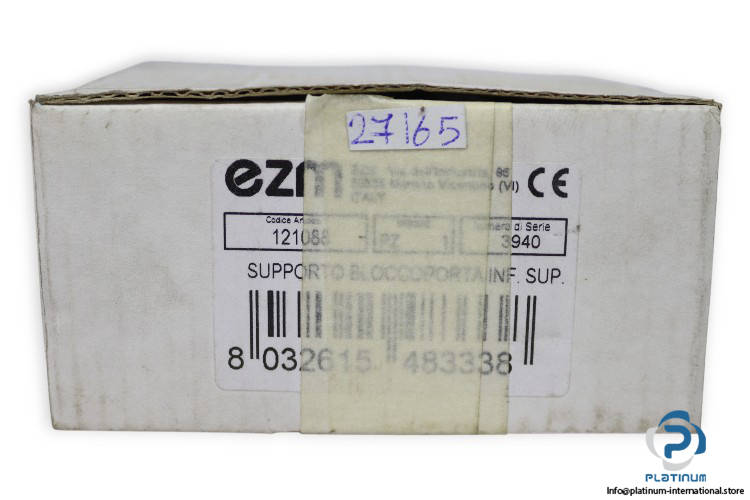 27165
ezm
ITALY
CE
Codice
121088
PZ 1
Numero di Serie
3940
SUPPORTO BLOCCOPORTA INF. SUP.
8 032615 483338
PLATINUM
Info@platinum-international.store